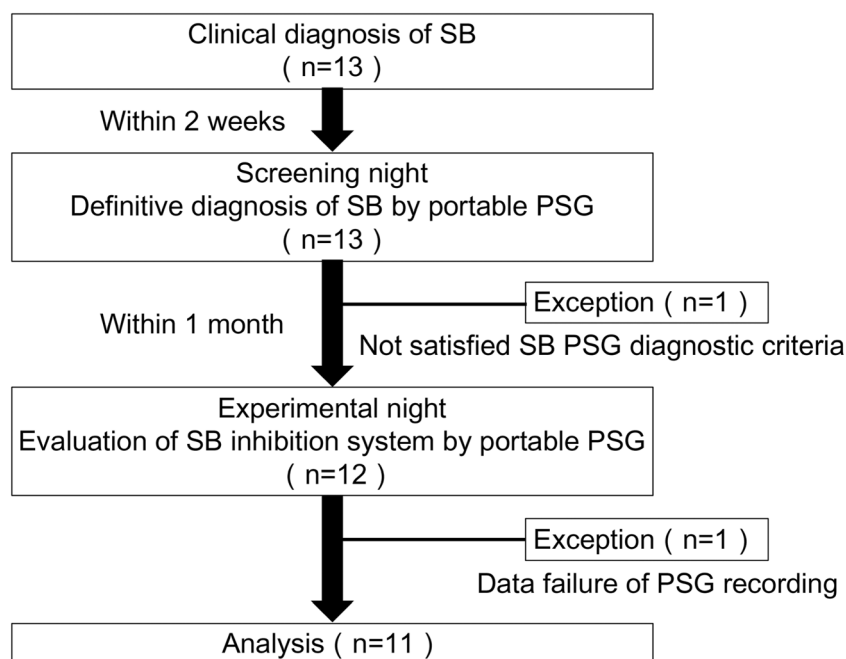 Clinical diagnosis of SB
( n=13 )
Within 2 weeks
Screening night
Definitive diagnosis of SB by portable PSG
( n=13 )
Within 1 month
Exception ( n=1 )
Not satisfied SB PSG diagnostic criteria
Experimental night
Evaluation of SB inhibition system by portable PSG
( n=12 )
Exception ( n=1 )
Data failure of PSG recording
Analysis ( n=11 )